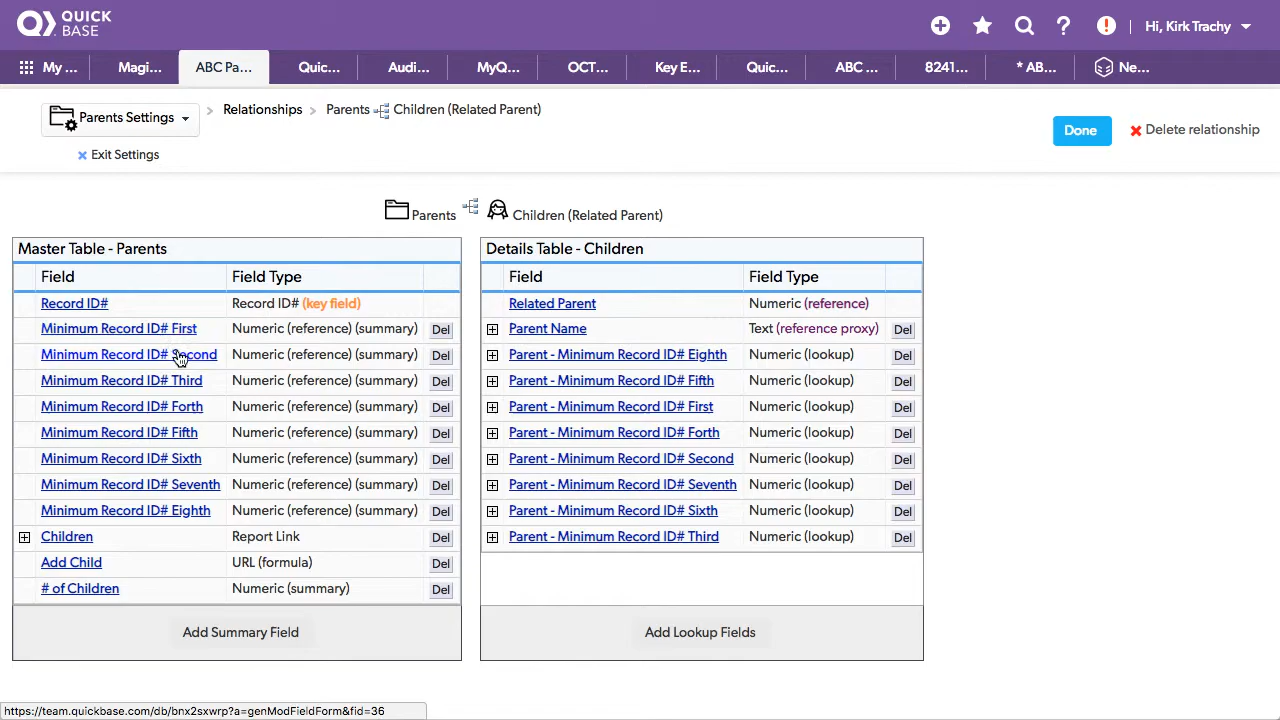 QUICK BASE
Hi, Kirk Trachy
My ...
Magi...
ABC Pa...
Quic...
Audi...
MyQ...
OCT...
Key E...
Quic...
ABC ...
8241...
* AB...
Ne...
Parents Settings > Relationships > Parents Children (Related Parent)
Done
Delete relationship
Exit Settings
Parents Children (Related Parent)
Master Table - Parents
Field Field Type
Record ID# Record ID# (key field)
Minimum Record ID# First Numeric (reference) (summary) Del
Minimum Record ID# Second Numeric (reference) (summary) Del
Minimum Record ID# Third Numeric (reference) (summary) Del
Minimum Record ID# Forth Numeric (reference) (summary) Del
Minimum Record ID# Fifth Numeric (reference) (summary) Del
Minimum Record ID# Sixth Numeric (reference) (summary) Del
Minimum Record ID# Seventh Numeric (reference) (summary) Del
Minimum Record ID# Eighth Numeric (reference) (summary) Del
Children Report Link Del
Add Child URL (formula) Del
# of Children Numeric (summary) Del
Add Summary Field
Details Table - Children
Field Field Type
Related Parent Numeric (reference)
Parent Name Text (reference proxy) Del
Parent - Minimum Record ID# Eighth Numeric (lookup) Del
Parent - Minimum Record ID# Fifth Numeric (lookup) Del
Parent - Minimum Record ID# First Numeric (lookup) Del
Parent - Minimum Record ID# Forth Numeric (lookup) Del
Parent - Minimum Record ID# Second Numeric (lookup) Del
Parent - Minimum Record ID# Seventh Numeric (lookup) Del
Parent - Minimum Record ID# Sixth Numeric (lookup) Del
Parent - Minimum Record ID# Third Numeric (lookup) Del
Add Lookup Fields
https://team.quickbase.com/db/bnx2sxwrp?a=genModFieldForm&fid=36